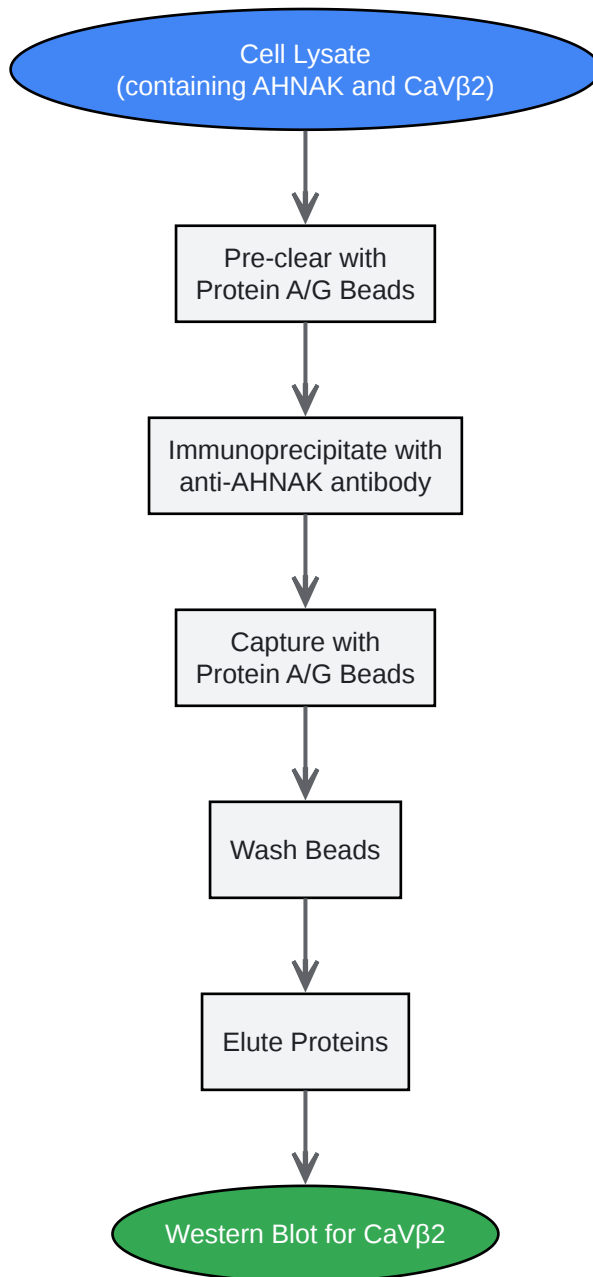 Cell Lysate
(containing AHNAK and CaVβ2)
Pre-clear with
Protein A/G Beads
Immunoprecipitate with
anti-AHNAK antibody
Capture with
Protein A/G Beads
Wash Beads
Elute Proteins
Western Blot for CaVβ2